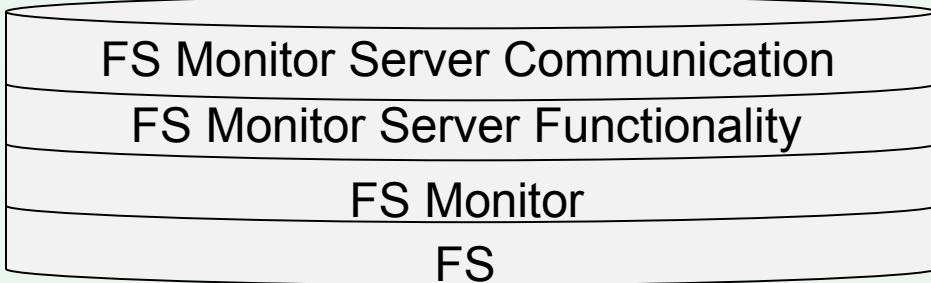 FS Monitor Server Communication
FS Monitor Server Functionality
FS Monitor
FS